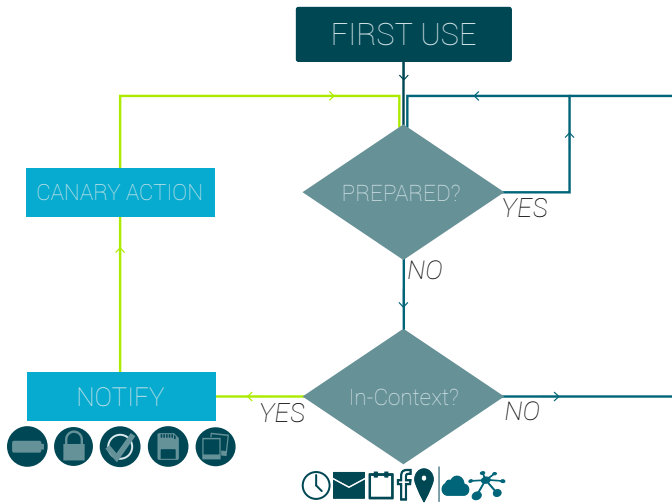 FIRST USE
CANARY ACTION
PREPARED?
YES
NO
NOTIFY
YES
In-Context?
NO